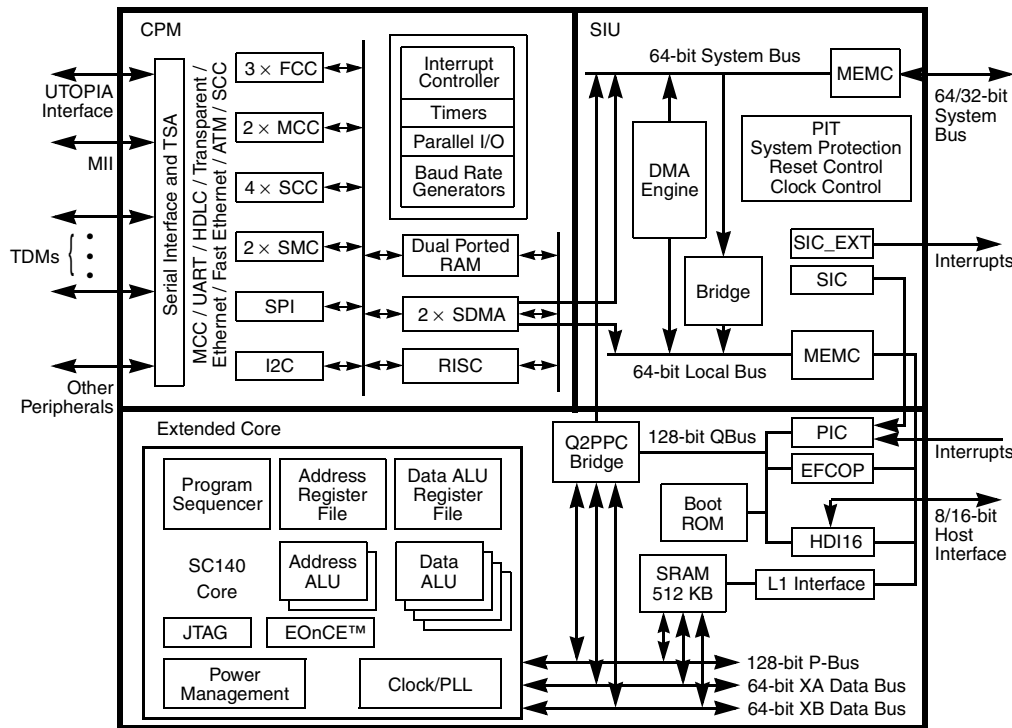 CPM
SIU
UTOPIA
Interface
MII
TDMs
Other
Peripherals
Serial Interface and TSA
MCC / UART / HDLC / Transparent /
Ethernet / Fast Ethernet / ATM / SCC
3 × FCC
2 × MCC
4 × SCC
2 × SMC
SPI
I2C
Interrupt
Controller
Timers
Parallel I/O
Baud Rate
Generators
Dual Ported
RAM
2 × SDMA
RISC
64-bit System Bus
MEMC
64/32-bit
System
Bus
DMA
Engine
PIT
System Protection
Reset Control
Clock Control
SIC_EXT
Interrupts
SIC
Bridge
MEMC
64-bit Local Bus
Extended Core
Program
Sequencer
Address
Register
File
Data ALU
Register
File
SC140
Core
Address
ALU
Data
ALU
JTAG
EOnCE™
Power
Management
Clock/PLL
Q2PPC
Bridge
128-bit QBus
PIC
Interrupts
EFCOP
Boot
ROM
HDI16
8/16-bit
Host
Interface
SRAM
512 KB
L1 Interface
128-bit P-Bus
64-bit XA Data Bus
64-bit XB Data Bus